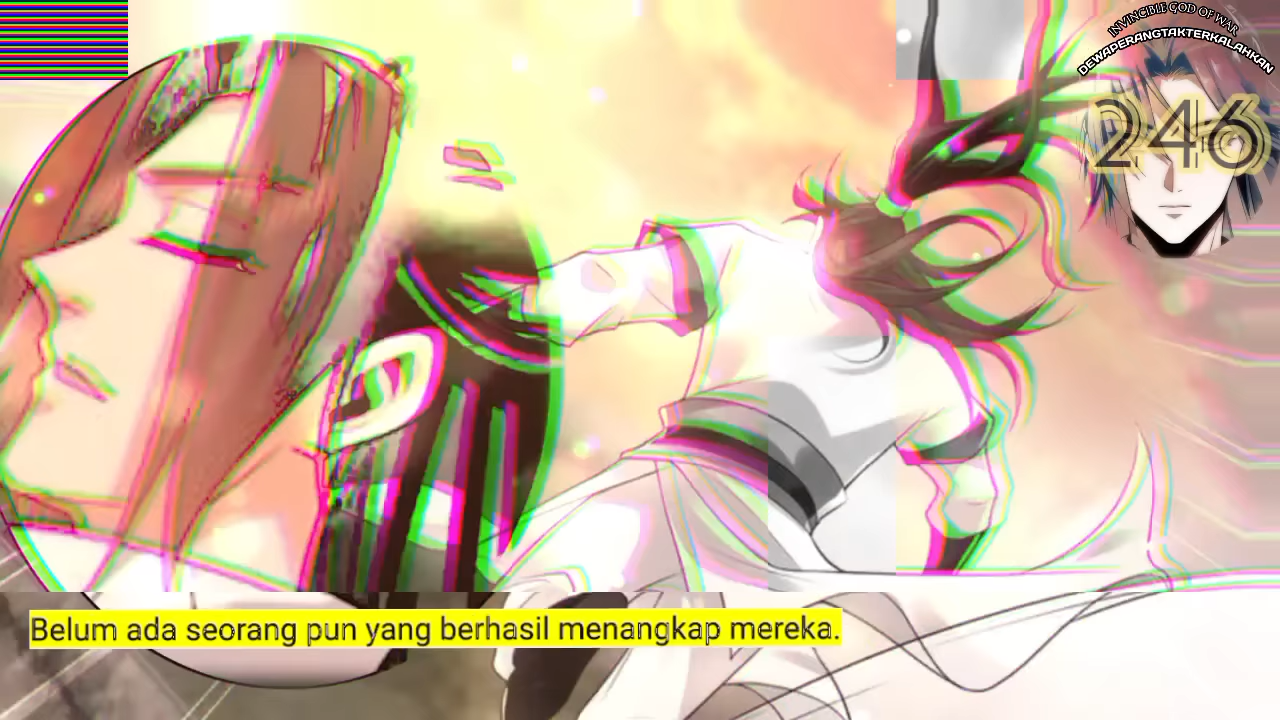 INVINCIBLE GOD OF WAR
DEWAPERANGTAKTERKALAHKAN
246
Belum ada seorang pun yang berhasil menangkap mereka.